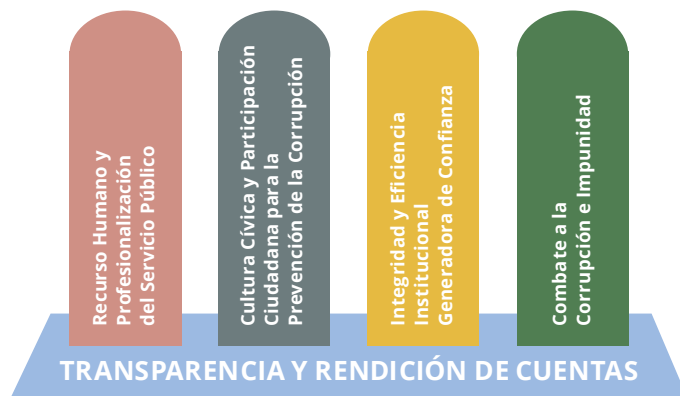 Recurso Humano y
Profesionalización
del Servicio Público
Cultura Cívica y Participación
Ciudadana para la
Prevención de la Corrupción
Integridad y Eficiencia
Institucional
Generadora de Confianza
Combate a la
Corrupción e Impunidad
TRANSPARENCIA Y RENDICIÓN DE CUENTAS